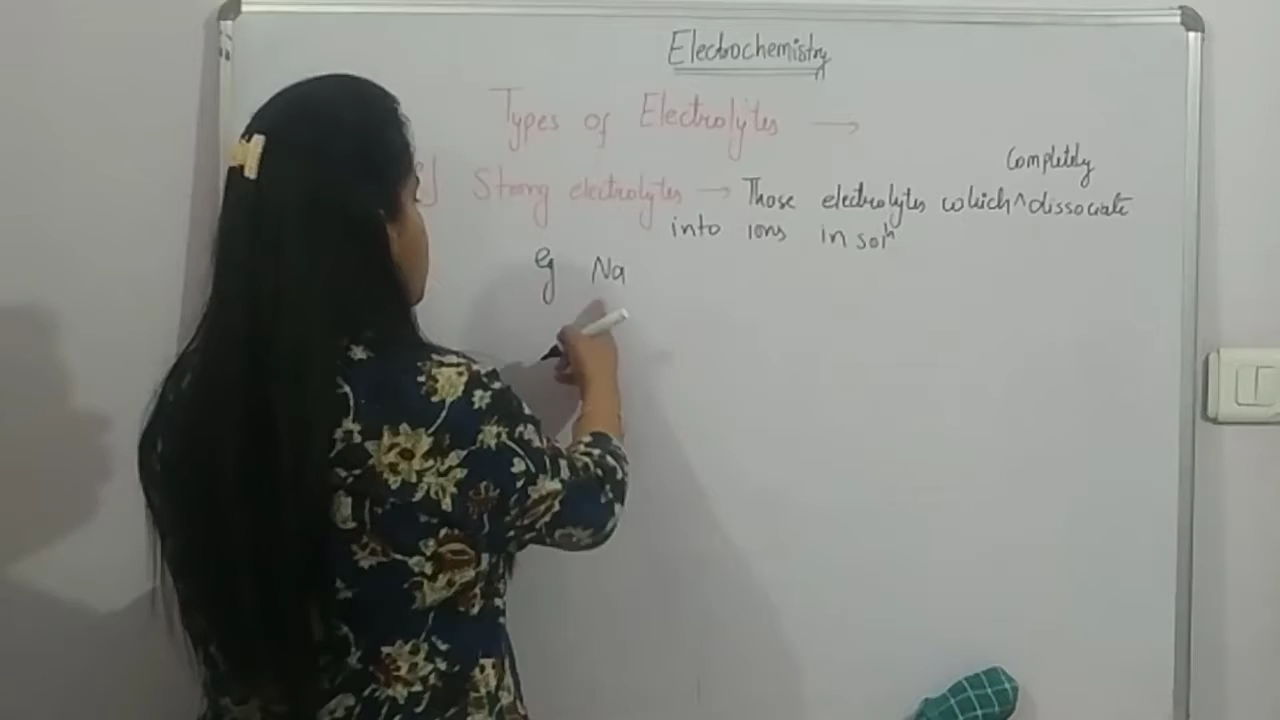 Electrochemistry
Types of Electrolytes →
i) Strong electrolytes → Those electrolytes which ^ completely dissociate
into ions in solⁿ
Eg Na